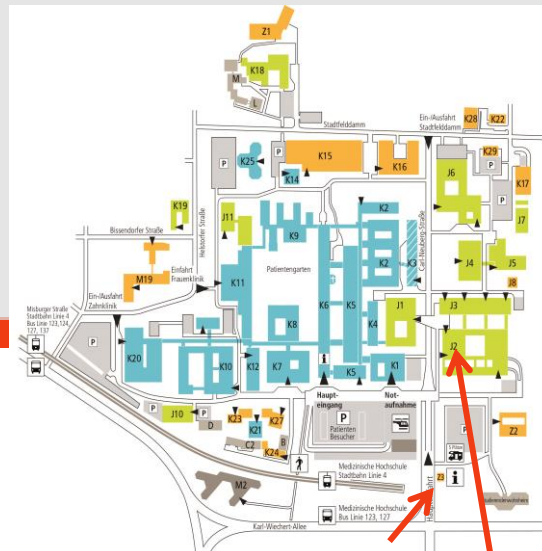 Z1
K18
M
L
Stadtfelddamm
Ein-/Ausfahrt
Stadtfelddamm
K28
K22
P
K25
P
K14
K15
K16
K29
P
J6
P
K17
K19
Helstorfer Straße
J11
K9
K2
Carl-Neuberg-Straße
J7
Bissendorfer Straße
Patientengarten
K2
K3
J4
J5
M19
Einfahrt
Frauenklinik
K11
K6
K5
J8
Ein-/Ausfahrt
Zahnklinik
K8
K4
J1
J3
Misburger Straße
Stadtbahn Linie 4
Bus Linie 123,124,
127, 137
P
K20
K10
K12
K7
i
K5
K1
J2
P
J10
P
D
K23
K21
K27
C2
B
K24
Haupt-
eingang
Not-
aufnahme
P
Patienten
Besucher
P
Z2
M2
Medizinische Hochschule
Stadtbahn Linie 4
Z3
i
Medizinische Hochschule
Bus Linie 123, 127
Karl-Wiechert-Allee